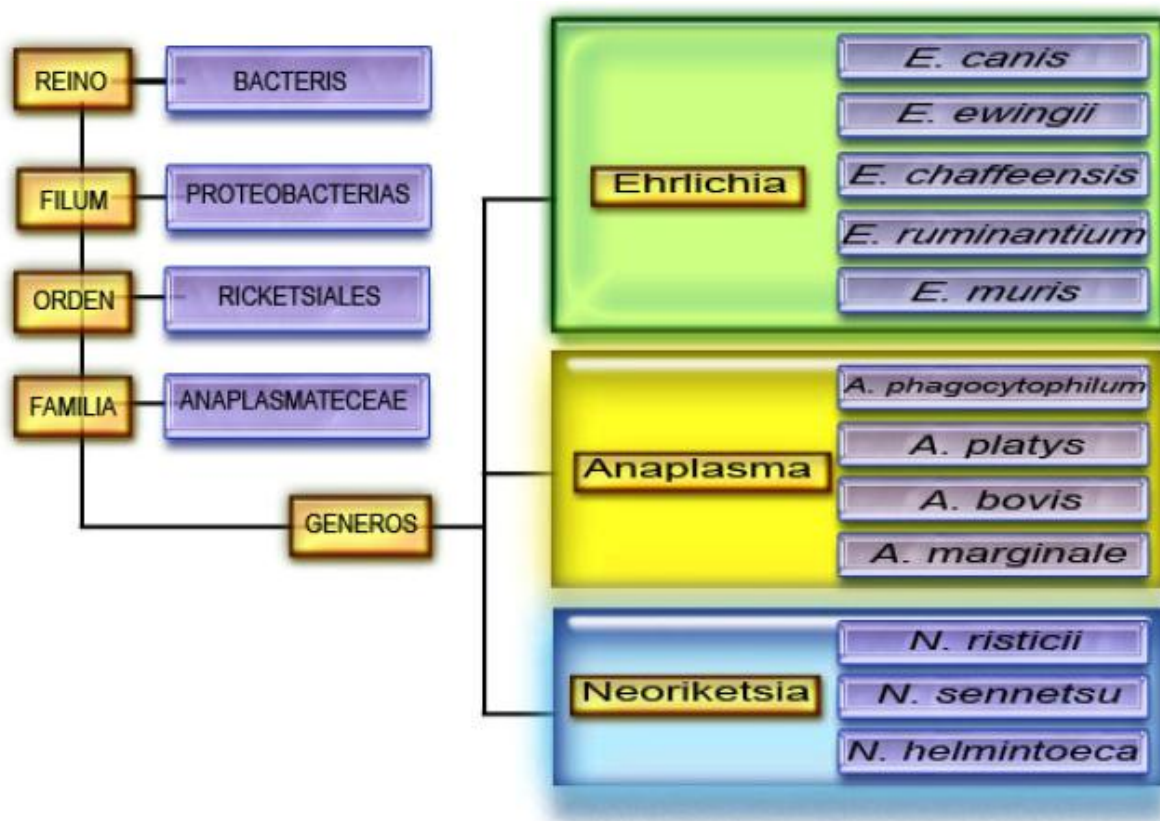 REINO
BACTERIS
FILUM
PROTEOBACTERIAS
ORDEN
RICKETSIALES
FAMILIA
ANAPLASMATECEAE
GENEROS
Ehrlichia
E. canis
E. ewingii
E. chaffeensis
E. ruminantium
E. muris
Anaplasma
A. phagocytophilum
A. platys
A. bovis
A. marginale
Neoriketsia
N. risticii
N. sennetsu
N. helmintoeca